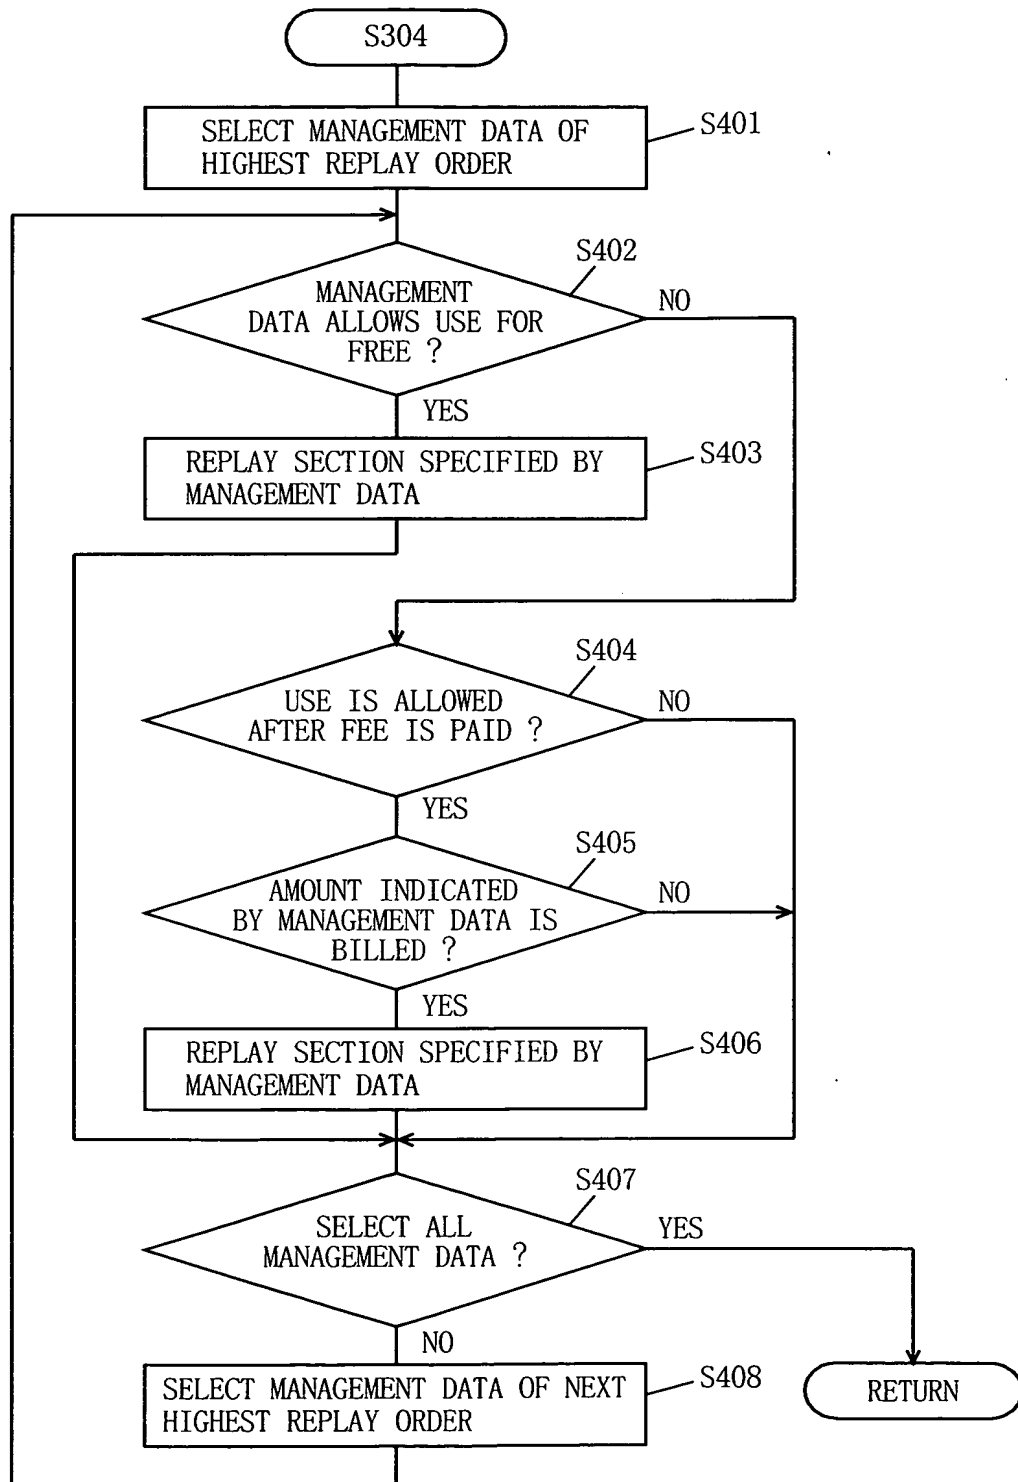 S304
SELECT MANAGEMENT DATA OF
HIGHEST REPLAY ORDER
S401
S402
MANAGEMENT
DATA ALLOWS USE FOR
FREE ?
NO
YES
REPLAY SECTION SPECIFIED BY
MANAGEMENT DATA
S403
S404
USE IS ALLOWED
AFTER FEE IS PAID ?
NO
YES
S405
AMOUNT INDICATED
BY MANAGEMENT DATA IS
BILLED ?
NO
YES
REPLAY SECTION SPECIFIED BY
MANAGEMENT DATA
S406
S407
SELECT ALL
MANAGEMENT DATA ?
YES
NO
SELECT MANAGEMENT DATA OF NEXT
HIGHEST REPLAY ORDER
S408
RETURN